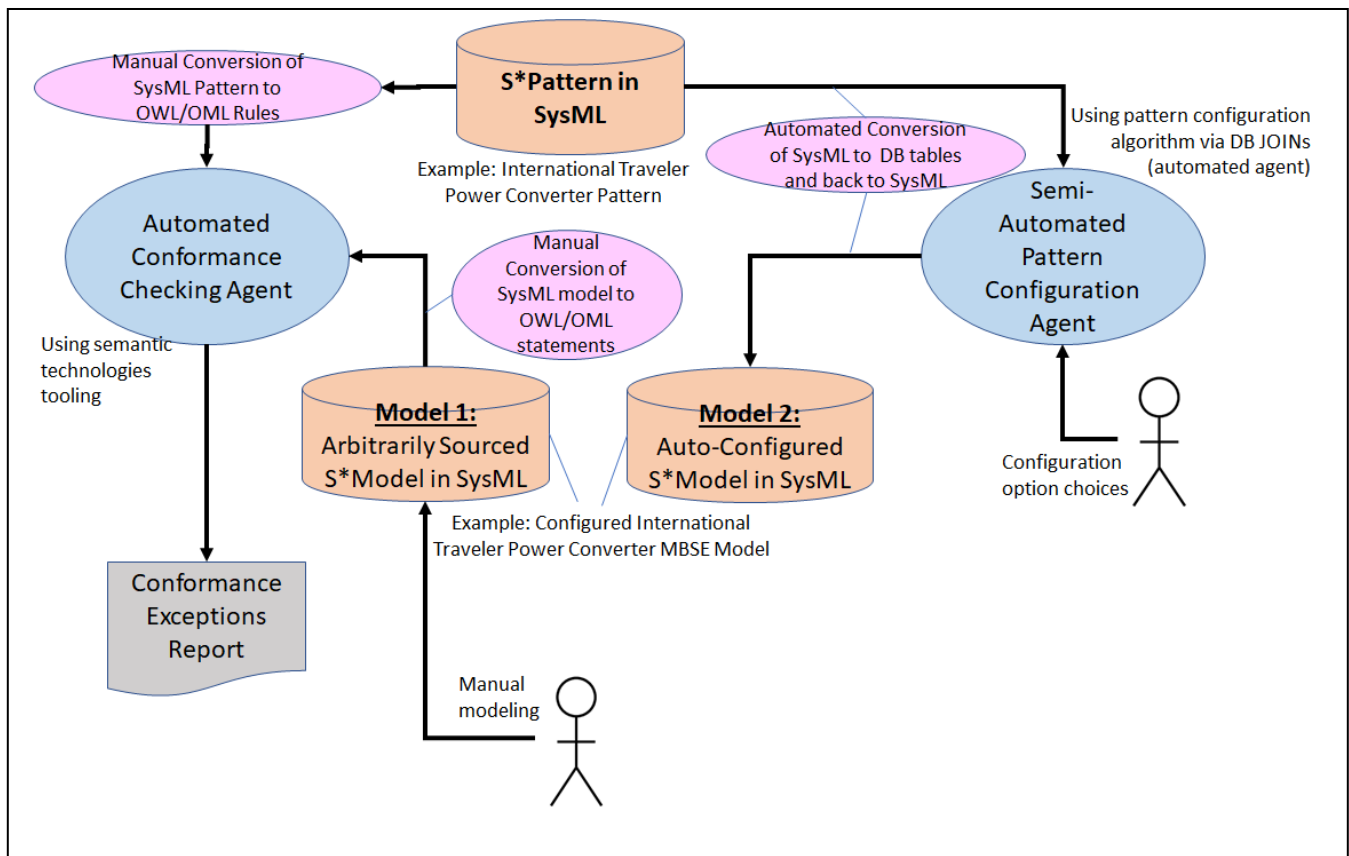 Manual Conversion of
SysML Pattern to
OWL/OML Rules
S*Pattern in
SysML
Example: International Traveler
Power Converter Pattern
Automated Conversion
of SysML to DB tables
and back to SysML
Using pattern configuration
algorithm via DB JOINs
(automated agent)
Semi-
Automated
Pattern
Configuration
Agent
Automated
Conformance
Checking Agent
Manual
Conversion of
SysML model to
OWL/OML
statements
Using semantic
technologies
tooling
Model 1:
Arbitrarily Sourced
S*Model in SysML
Model 2:
Auto-Configured
S*Model in SysML
Configuration
option choices
Example: Configured International
Traveler Power Converter MBSE Model
Conformance
Exceptions
Report
Manual
modeling